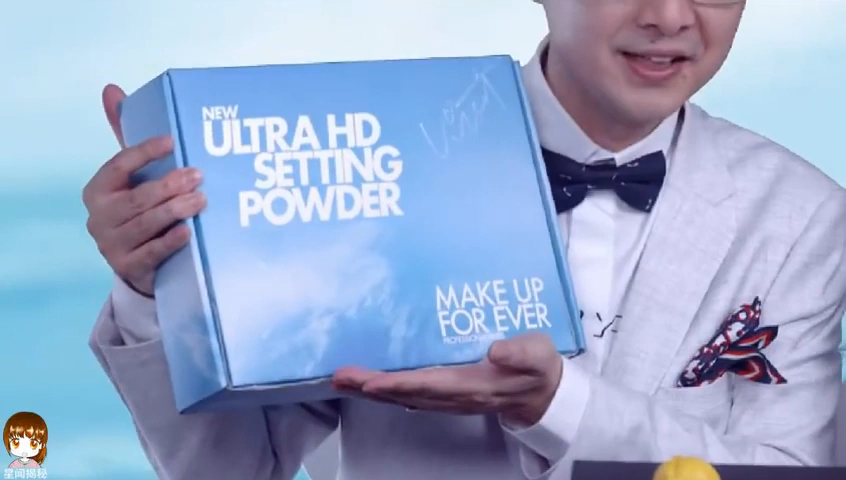 NEW
ULTRA HD
SETTING
POWDER
MAKE UP
FOR EVER
星闻揭秘